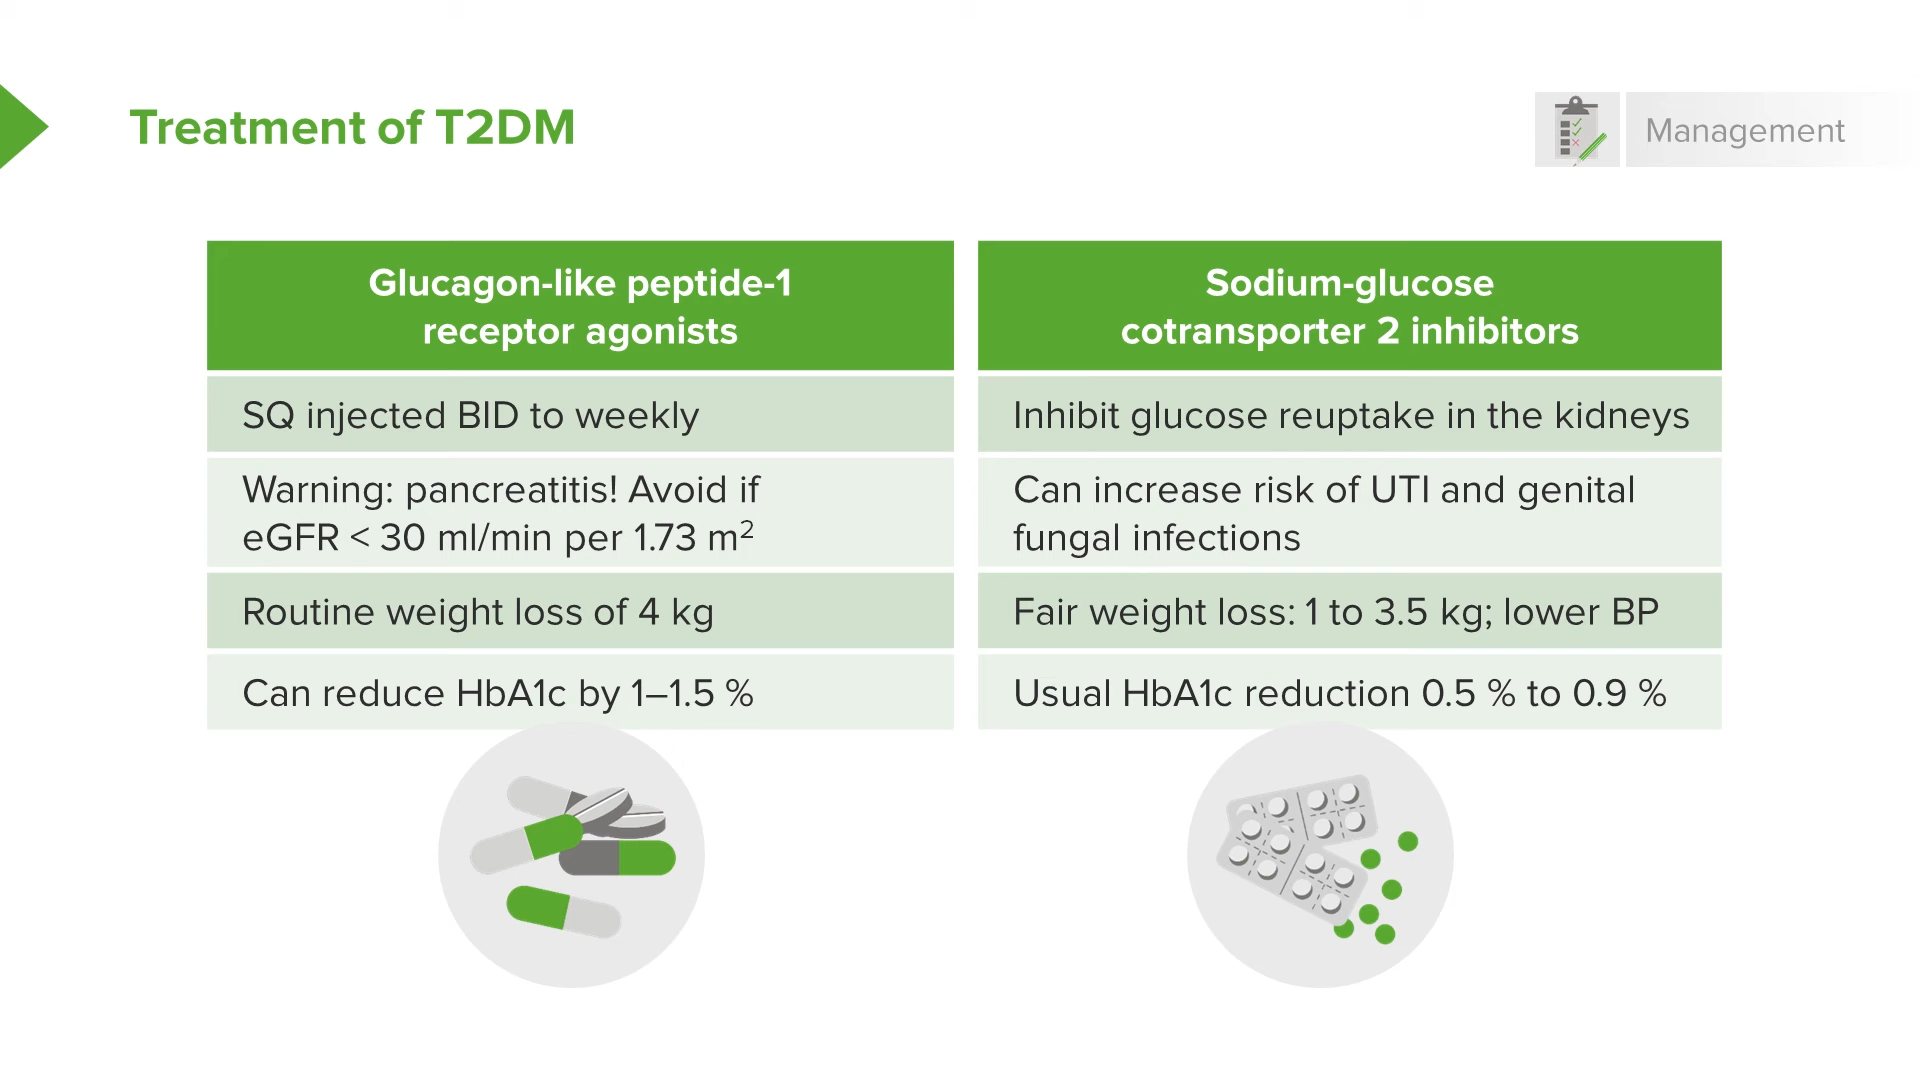 Treatment of T2DM
Management
Glucagon-like peptide-1
receptor agonists
SQ injected BID to weekly
Warning: pancreatitis! Avoid if
eGFR < 30 ml/min per 1.73 m²
Routine weight loss of 4 kg
Can reduce HbA1c by 1–1.5 %
Sodium-glucose
cotransporter 2 inhibitors
Inhibit glucose reuptake in the kidneys
Can increase risk of UTI and genital
fungal infections
Fair weight loss: 1 to 3.5 kg; lower BP
Usual HbA1c reduction 0.5 % to 0.9 %